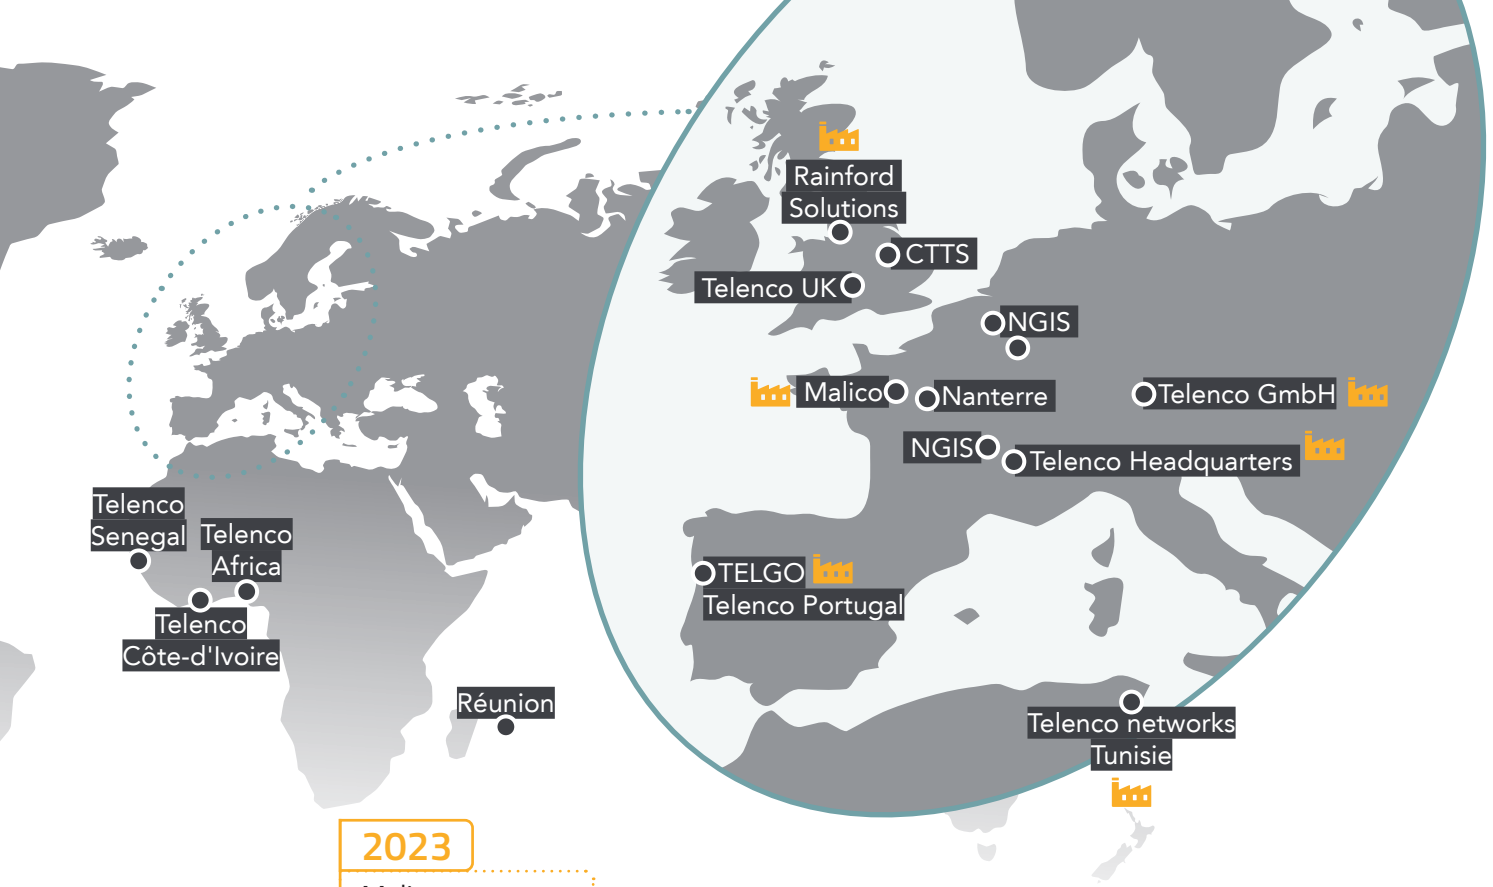 Rainford
Solutions
CTTS
Telenco UK
NGIS
Malico
Nanterre
Telenco GmbH
NGIS
Telenco Headquarters
Telenco
Senegal
Telenco
Africa
TELGO
Telenco Portugal
Telenco
Côte-d'Ivoire
Réunion
Telenco networks
Tunisie
2023